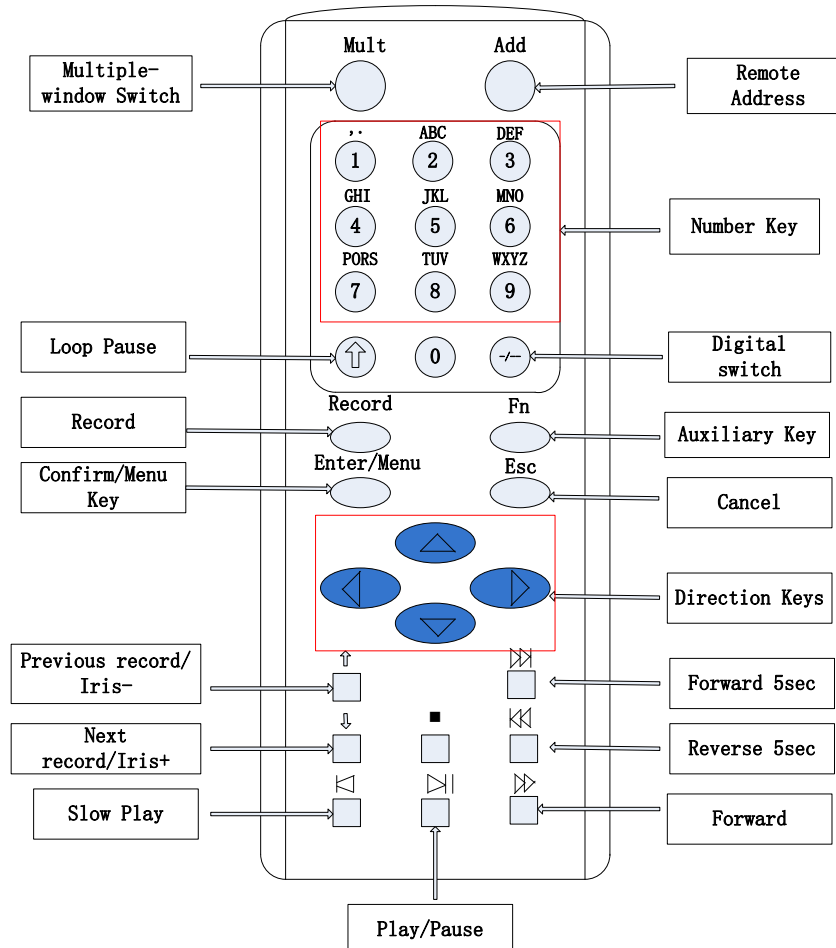 Mult
Add
Multiple-
window Switch
Remote
Address
,.
ABC
DEF
1
2
3
GHI
JKL
MNO
4
5
6
Number Key
PORS
TUV
WXYZ
7
8
9
Loop Pause
0
-/--
Digital
switch
Record
Fn
Record
Auxiliary Key
Enter/Menu
Esc
Confirm/Menu
Key
Cancel
Direction Keys
Previous record/
Iris-
Forward 5sec
Next
record/Iris+
Reverse 5sec
Slow Play
Forward
Play/Pause